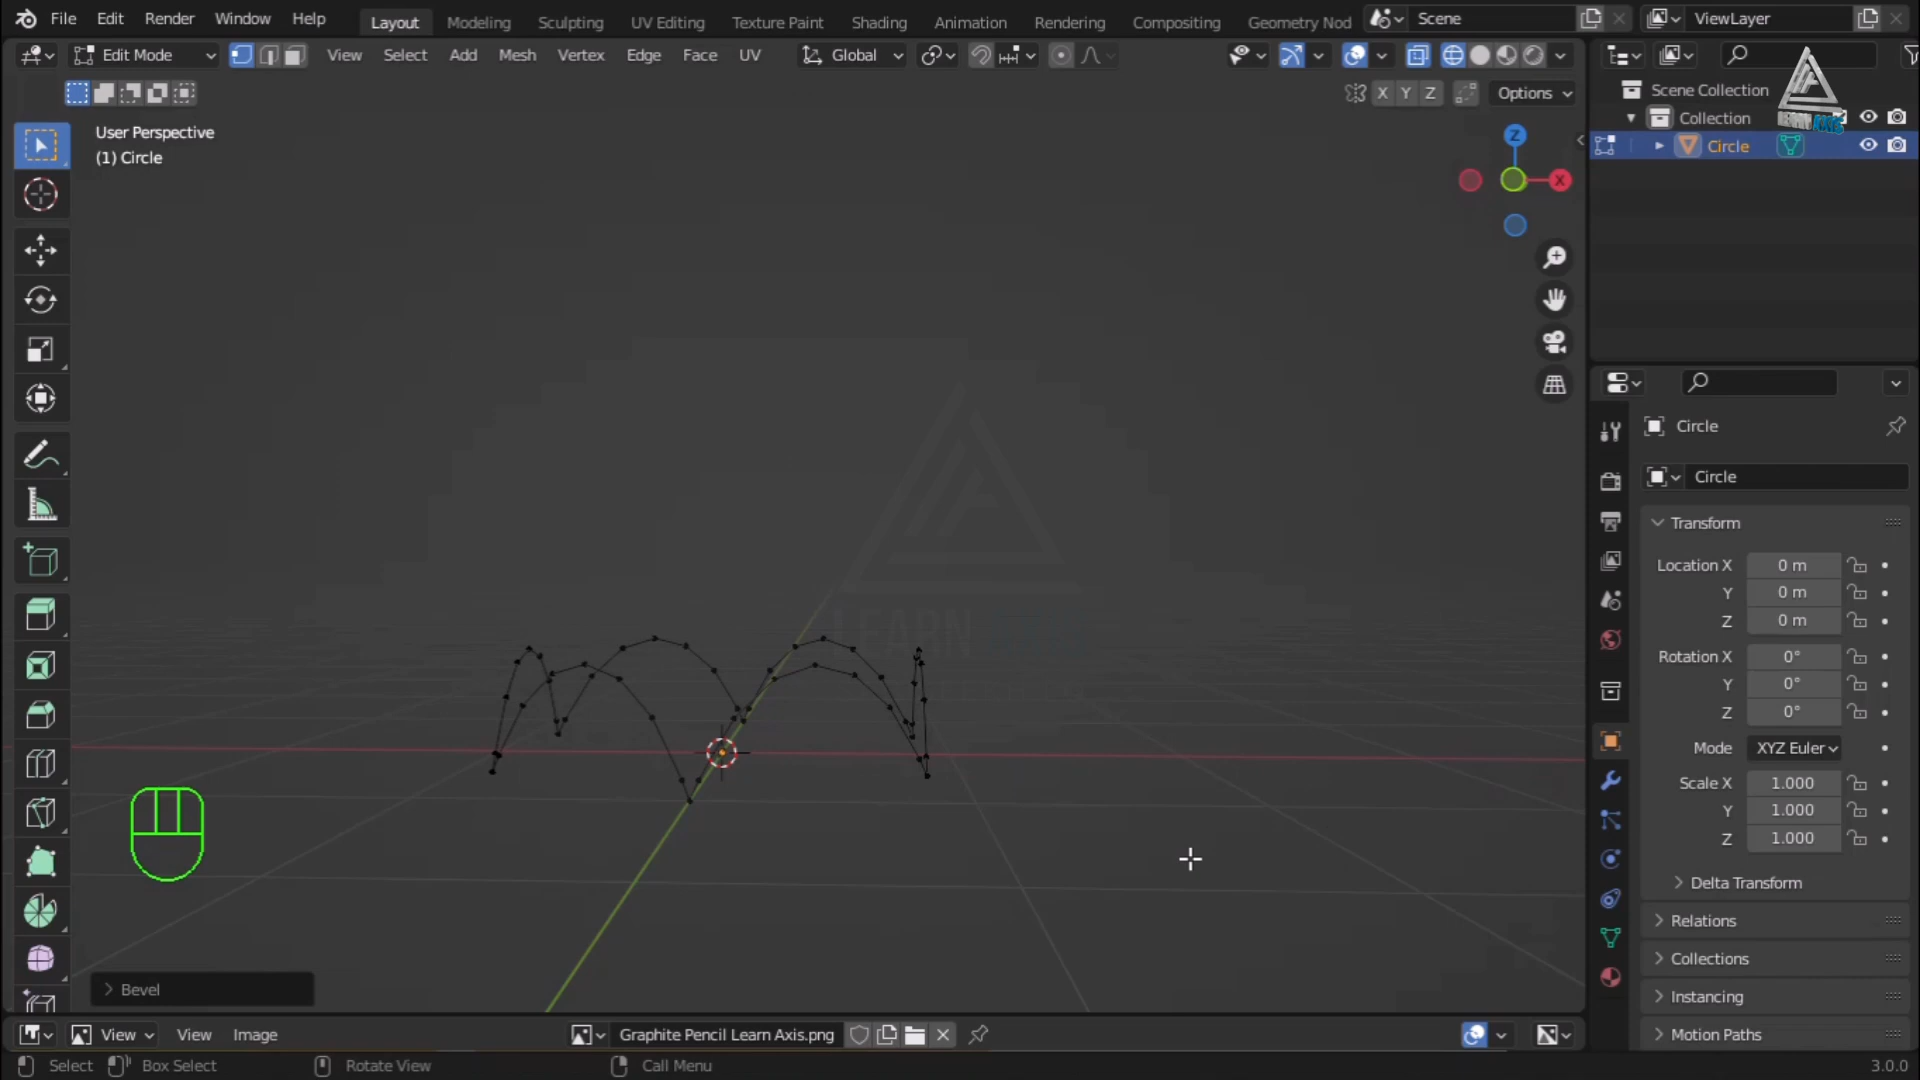 File Edit Render Window Help Layout Modeling Sculpting UV Editing Texture Paint Shading Animation Rendering Compositing Geometry Nod Scene ViewLayer
Edit Mode View Select Add Mesh Vertex Edge Face UV Global
X Y Z Options
User Perspective
(1) Circle
Z
X
Scene Collection
Collection
Circle
LEARN AXIS
LEARN
Circle
Circle
Transform
Location X 0 m
Y 0 m
Z 0 m
Rotation X 0°
Y 0°
Z 0°
Mode XYZ Euler
Scale X 1.000
Y 1.000
Z 1.000
Delta Transform
Relations
Collections
Instancing
Motion Paths
Bevel
View View Image Graphite Pencil Learn Axis.png
Select Box Select Rotate View Call Menu 3.0.0